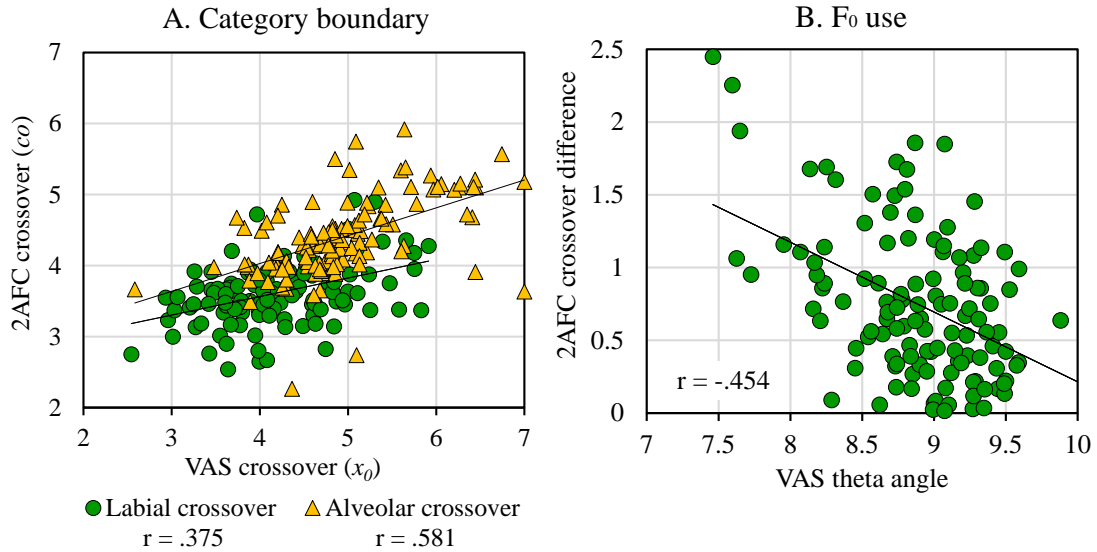 A. Category boundary
7
6
5
4
3
2
2AFC crossover (co)
2 3 4 5 6 7
VAS crossover (x₀)
Labial crossover
r = .375
Alveolar crossover
r = .581
B. F₀ use
2.5
2
1.5
1
0.5
0
2AFC crossover difference
r = -.454
7 7.5 8 8.5 9 9.5 10
VAS theta angle